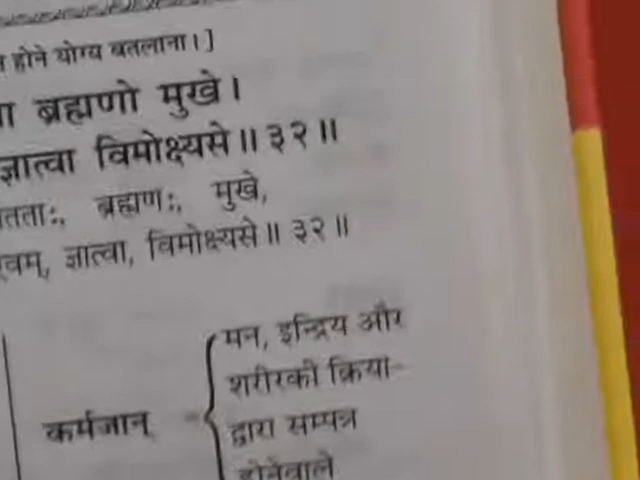 होने योग्य बतलाना।]
ब्रह्मणो मुखे।
ज्ञात्वा विमोक्ष्यसे॥३२॥
ब्रह्मणः, मुखे,
ज्ञात्वा, विमोक्ष्यसे॥३२॥
मन, इन्द्रिय और
शरीरकी क्रिया-
कर्मजान् द्वारा सम्पन्न
होनेवाले